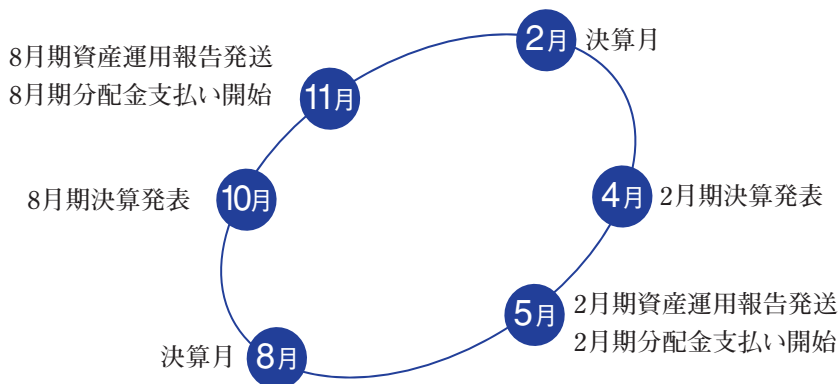 2月 決算月
4月 2月期決算発表
5月
2月期資産運用報告発送
2月期分配金支払い開始
決算月 8月
8月期決算発表 10月
8月期資産運用報告発送
8月期分配金支払い開始
11月